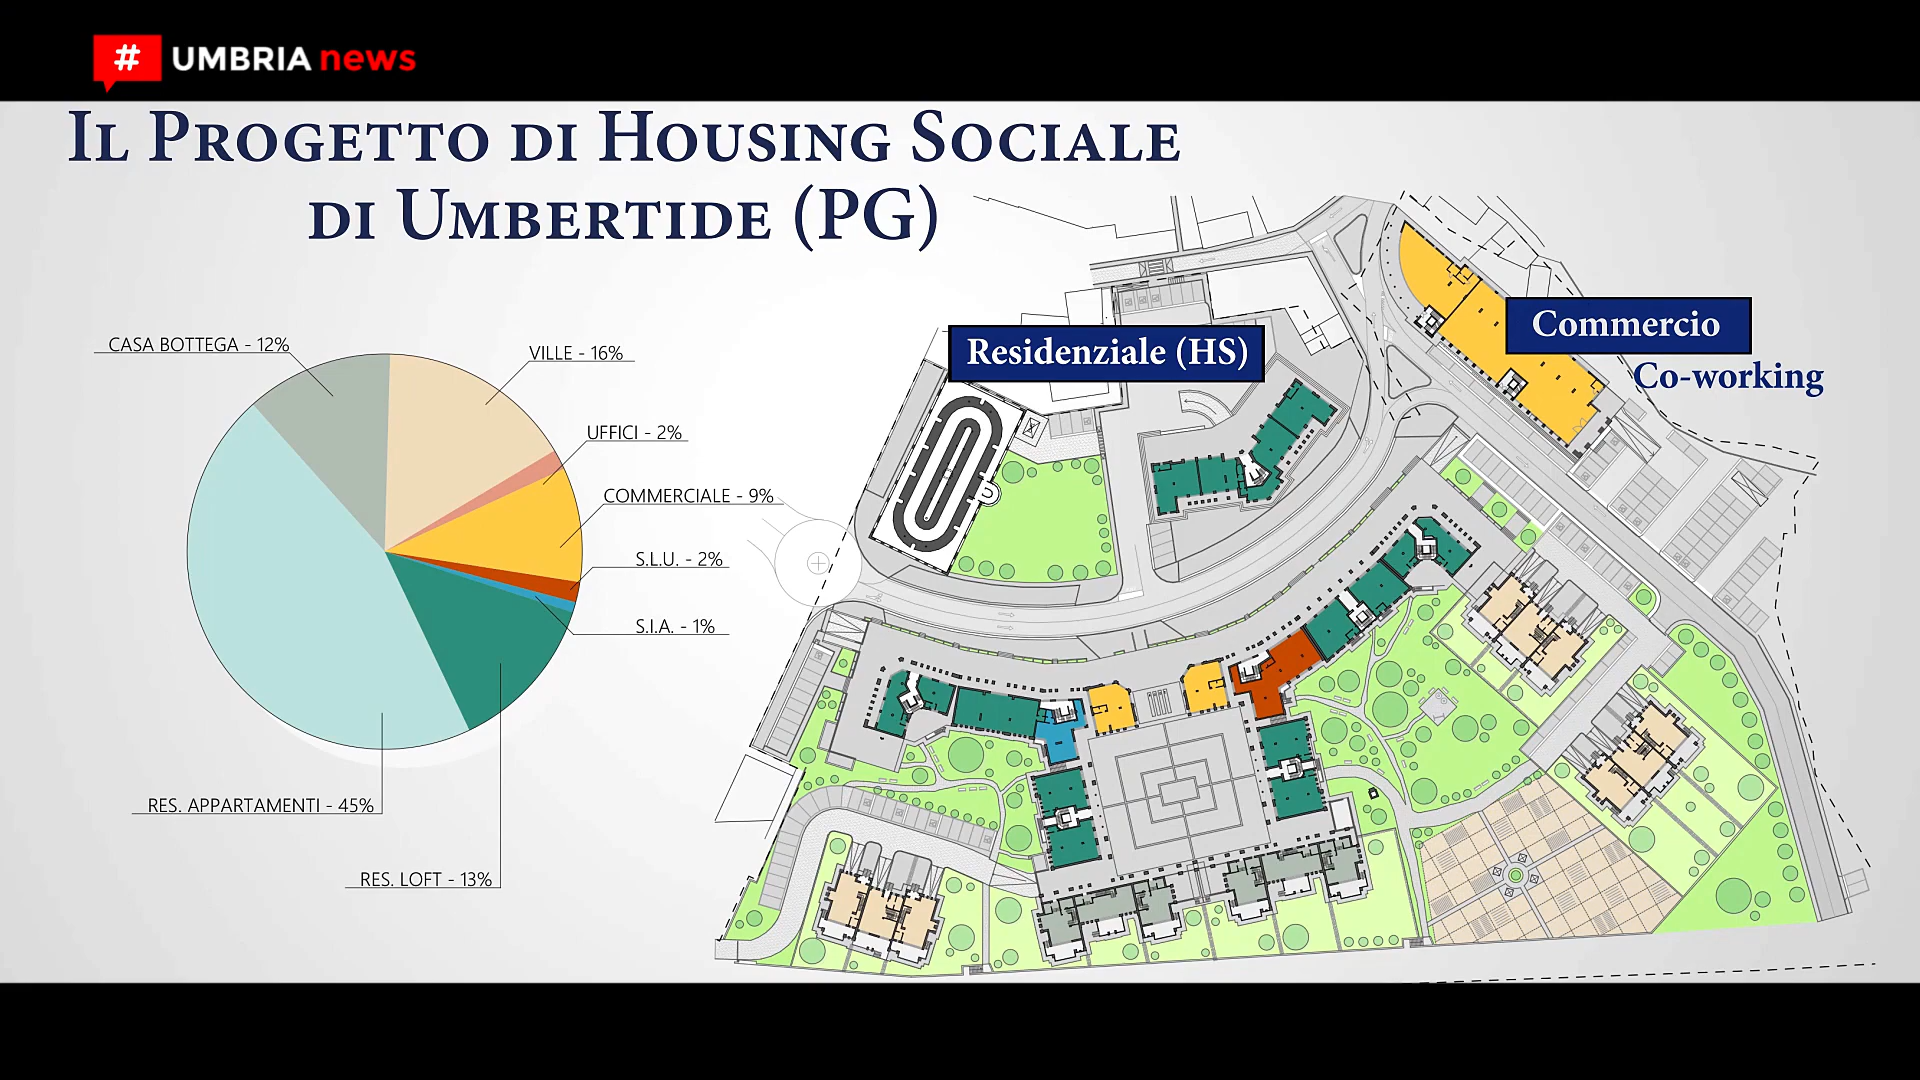 # UMBRIA news
IL PROGETTO DI HOUSING SOCIALE
DI UMBERTIDE (PG)
CASA BOTTEGA - 12%
VILLE - 16%
UFFICI - 2%
COMMERCIALE - 9%
S.L.U. - 2%
S.I.A. - 1%
RES. APPARTAMENTI - 45%
RES. LOFT - 13%
Residenziale (HS)
Commercio
Co-working